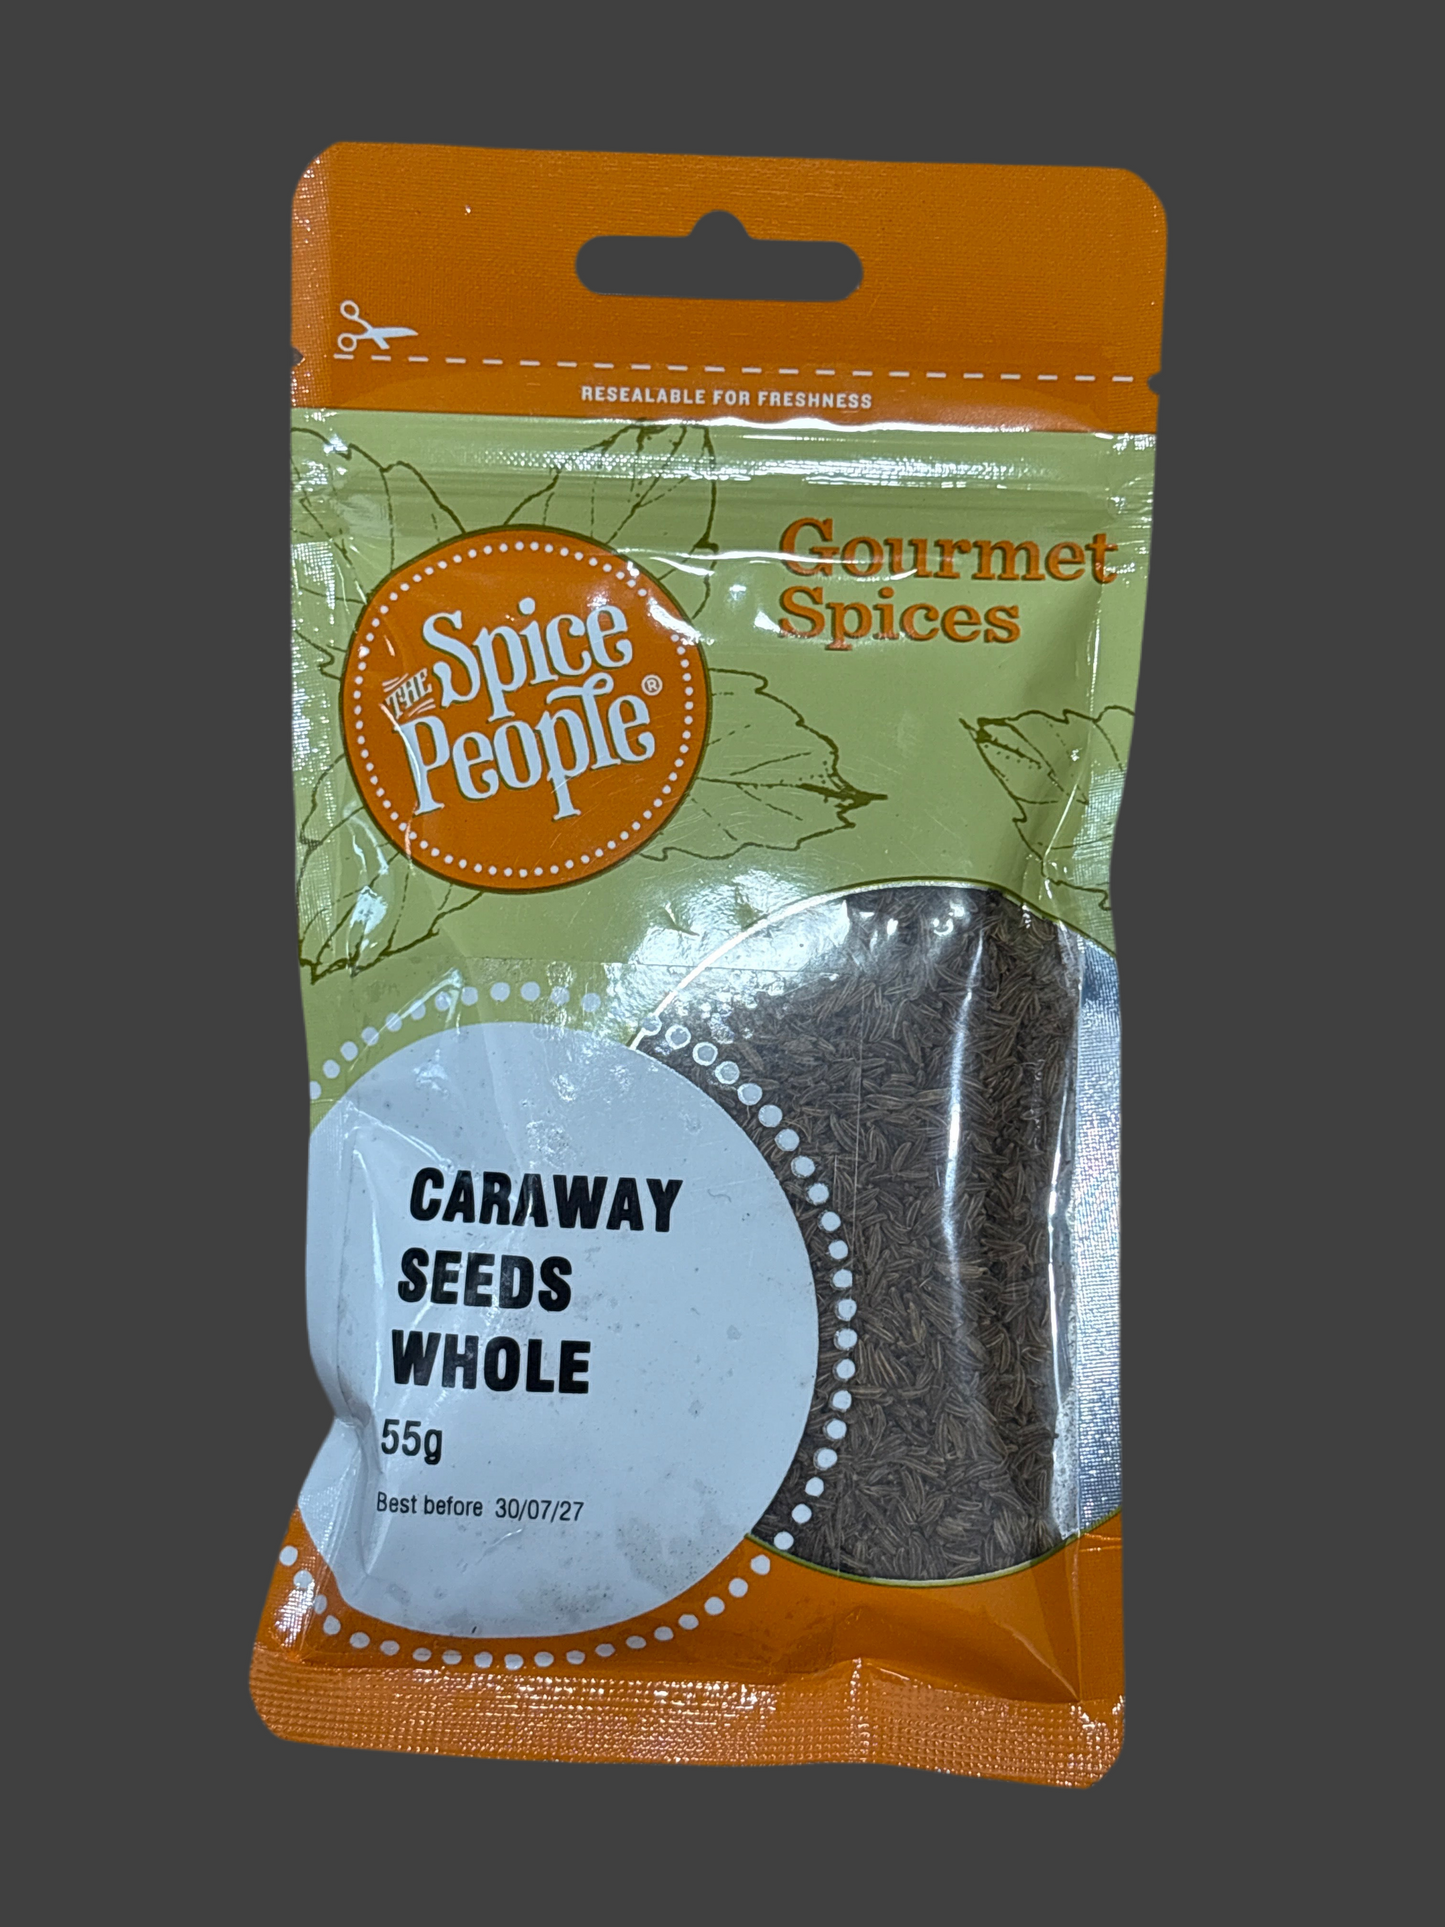 RESEALABLE FOR FRESHNESS
Gourmet
Spices
THE Spice
People®
CARAWAY
SEEDS
WHOLE
55g
Best before 30/07/27